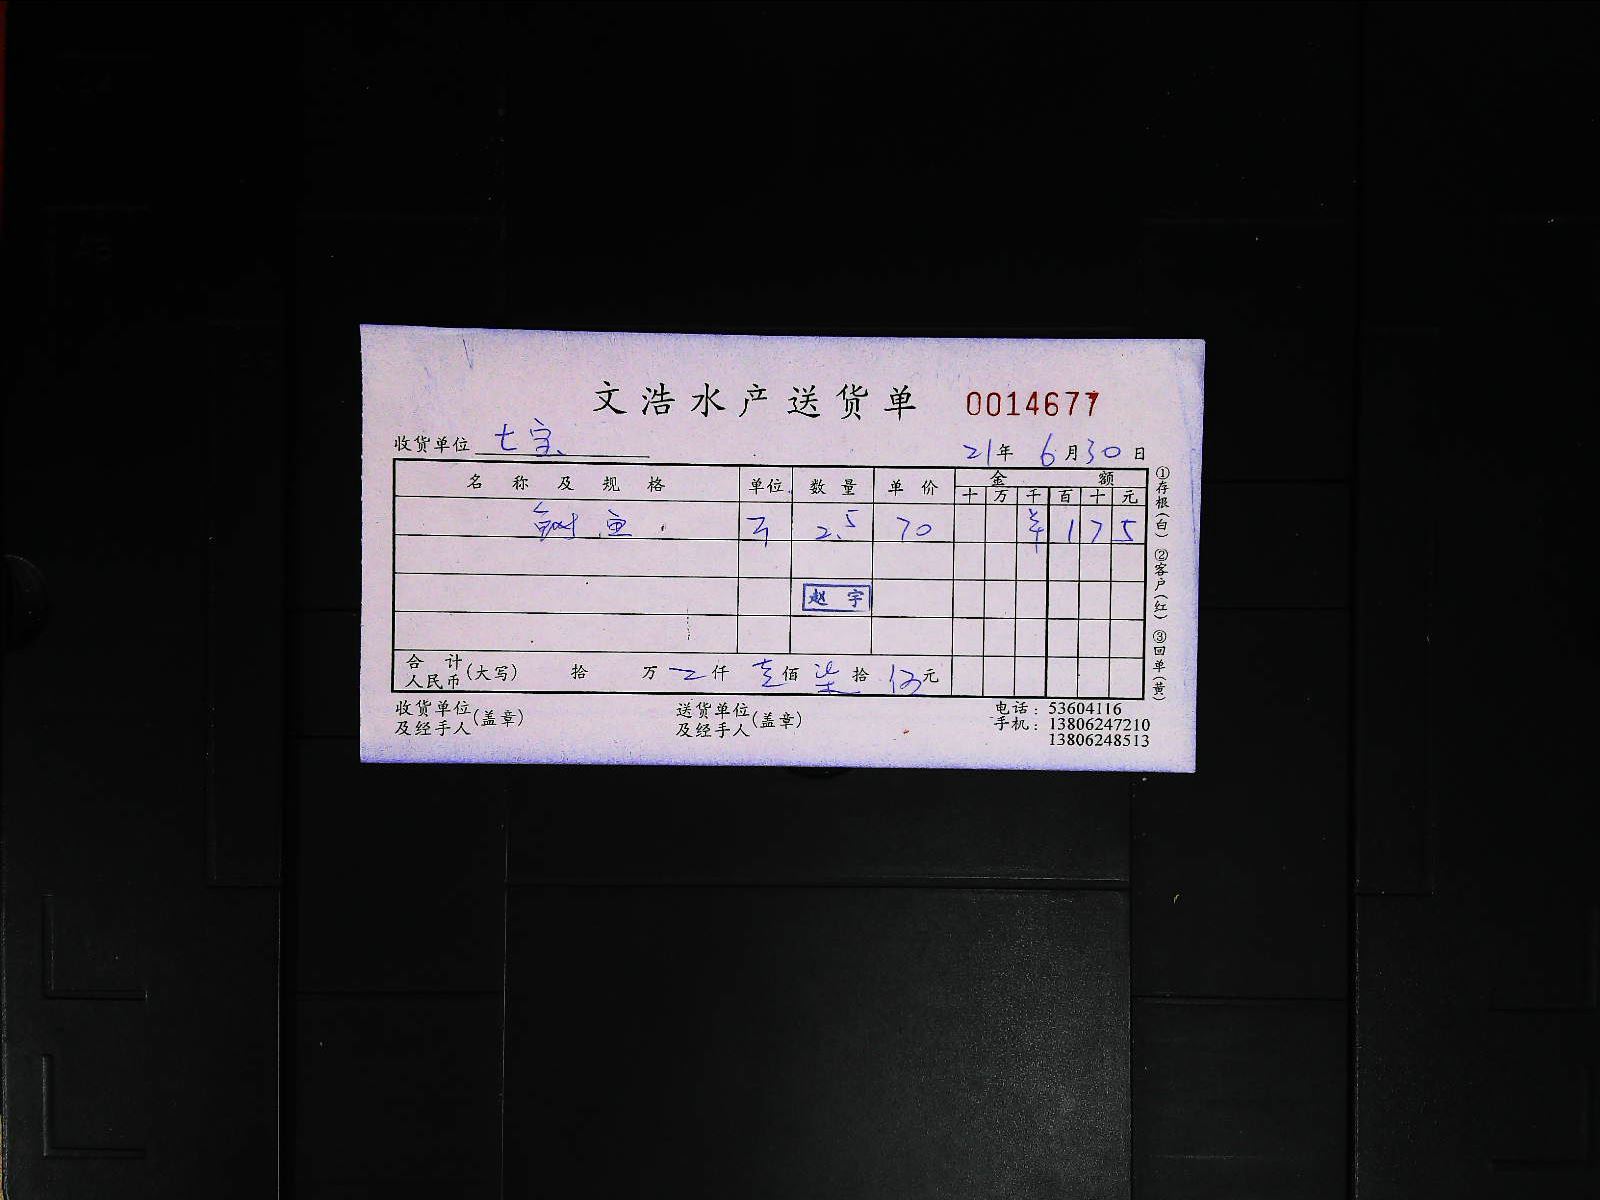 文浩水产送货单 0014677
收货单位 七宝 21年 6月30日
名称及规格 单位 数量 单价 金额
十 万 千 百 十 元
鱼 2.5 70 1 7 5
赵宇
合计人民币(大写) 拾 万 仟 壹佰 柒拾 伍元
①存根(白) ②客户(红) ③回单(黄)
收货单位及经手人(盖章) 送货单位及经手人(盖章) 电话：53604116
手机：13806247210
13806248513